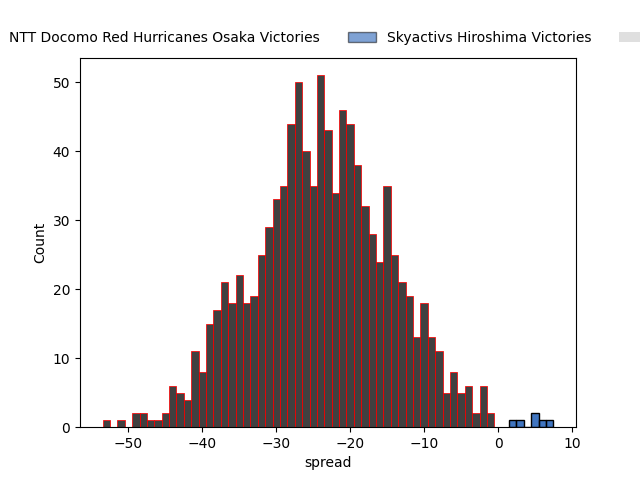 NTT Docomo Red Hurricanes Osaka Victories Skyactivs Hiroshima Victories
50
40
30
20
10
0
Count
−50 −40 −30 −20 −10 0 10
spread